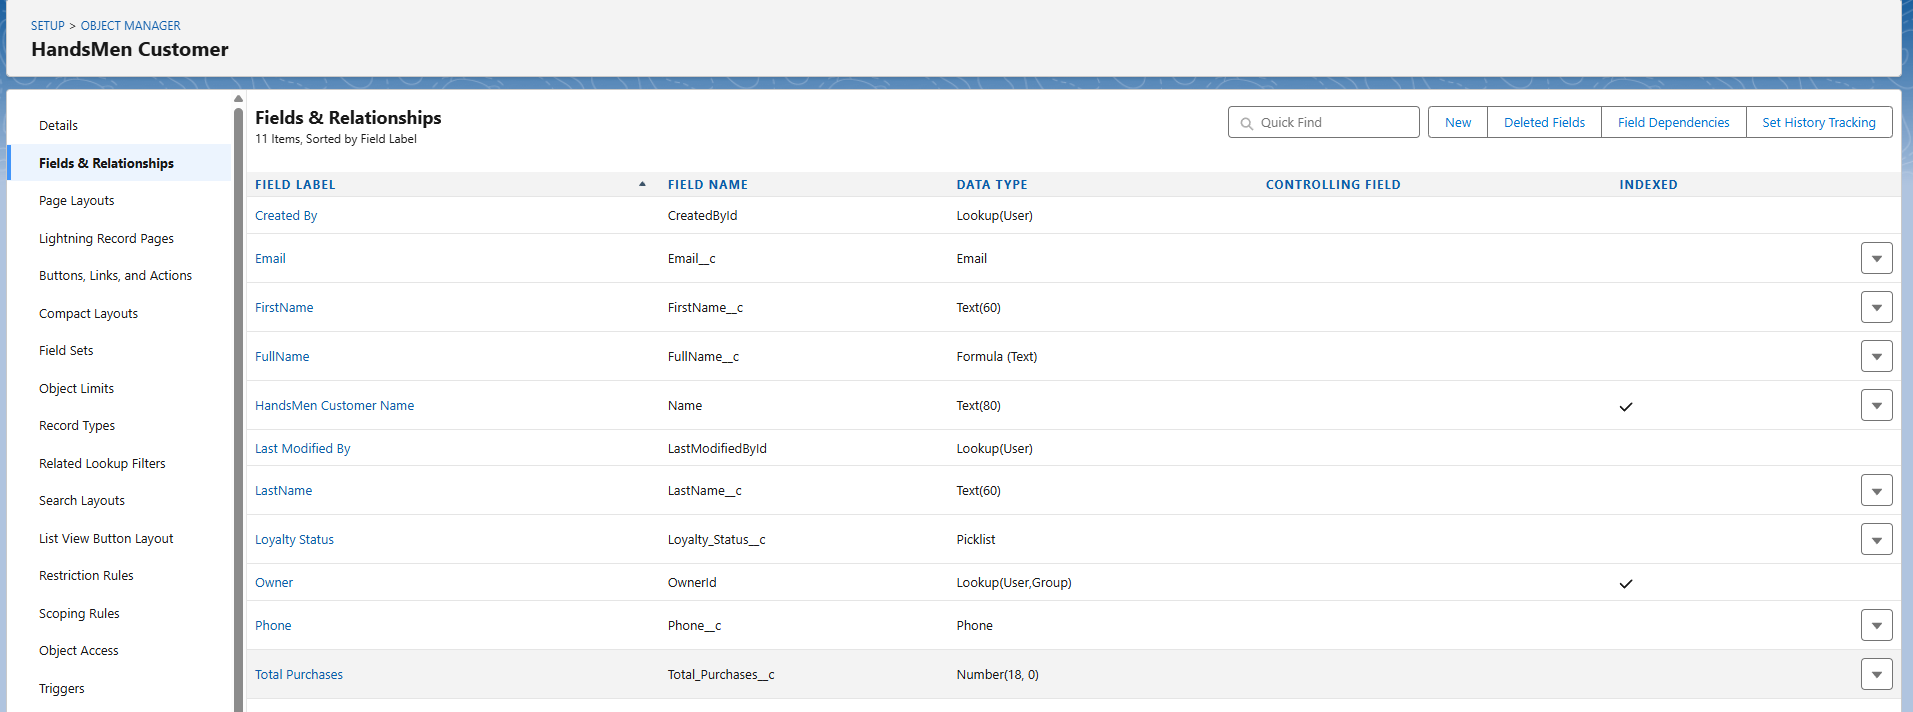 SETUP > OBJECT MANAGER
HandsMen Customer
Details
Fields & Relationships
Page Layouts
Lightning Record Pages
Buttons, Links, and Actions
Compact Layouts
Field Sets
Object Limits
Record Types
Related Lookup Filters
Search Layouts
List View Button Layout
Restriction Rules
Scoping Rules
Object Access
Triggers
Fields & Relationships
11 Items, Sorted by Field Label
Quick Find
New
Deleted Fields
Field Dependencies
Set History Tracking
FIELD LABEL FIELD NAME DATA TYPE CONTROLLING FIELD INDEXED
Created By CreatedById Lookup(User)
Email Email__c Email
FirstName FirstName__c Text(60)
FullName FullName__c Formula (Text)
HandsMen Customer Name Name Text(80)
Last Modified By LastModifiedById Lookup(User)
LastName LastName__c Text(60)
Loyalty Status Loyalty_Status__c Picklist
Owner OwnerId Lookup(User,Group)
Phone Phone__c Phone
Total Purchases Total_Purchases__c Number(18, 0)